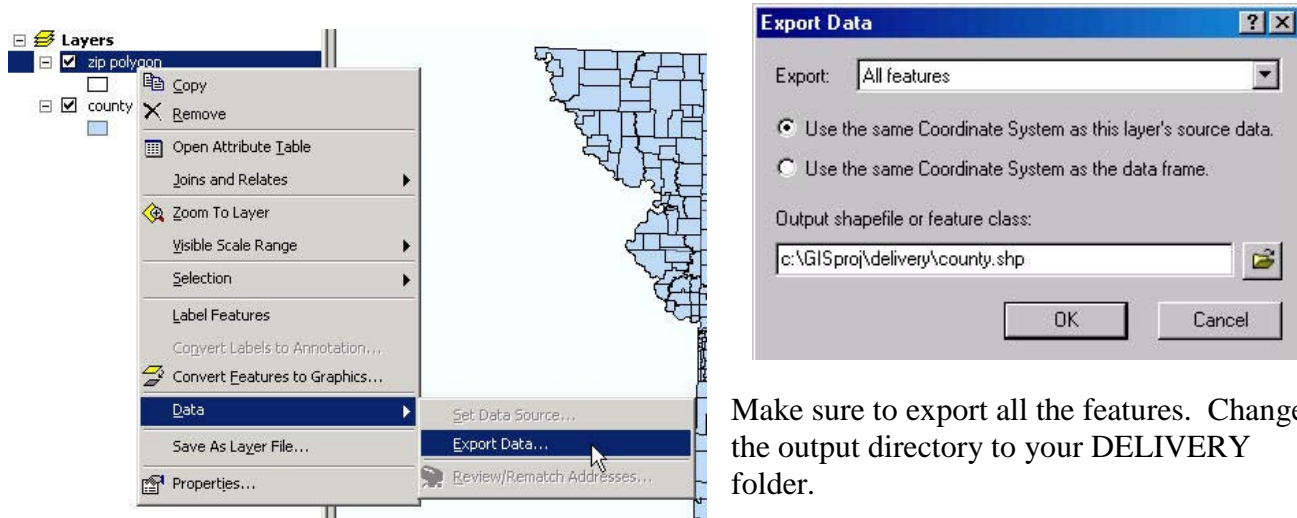 Layers
zip polygon
county
Copy
Remove
Open Attribute Table
Joins and Relates
Zoom To Layer
Visible Scale Range
Selection
Label Features
Convert Labels to Annotation...
Convert Features to Graphics...
Data
Save As Layer File...
Properties...
Set Data Source...
Export Data...
Review/Rematch Addresses...
Export Data
Export: All features
Use the same Coordinate System as this layer's source data.
Use the same Coordinate System as the data frame.
Output shapefile or feature class:
c:\GISproj\delivery\county.shp
OK Cancel
Make sure to export all the features. Change
the output directory to your DELIVERY
folder.